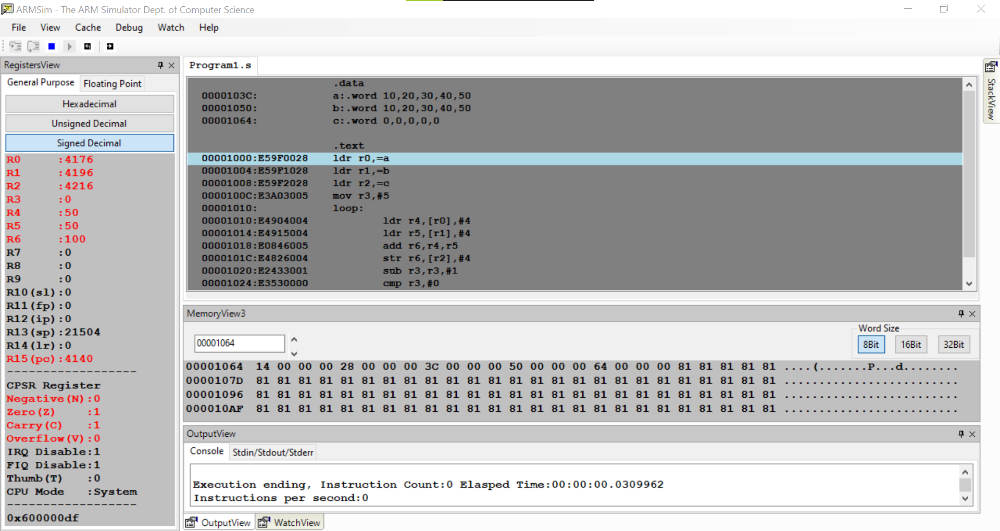 ARMSim - The ARM Simulator Dept. of Computer Science
File View Cache Debug Watch Help
RegistersView
General Purpose Floating Point
Hexadecimal
Unsigned Decimal
Signed Decimal
R0 :4176
R1 :4196
R2 :4216
R3 :0
R4 :50
R5 :50
R6 :100
R7 :0
R8 :0
R9 :0
R10(sl):0
R11(fp):0
R12(ip):0
R13(sp):21504
R14(lr):0
R15(pc):4140
-------------------
CPSR Register
Negative(N):0
Zero(Z) :1
Carry(C) :1
Overflow(V):0
IRQ Disable:1
FIQ Disable:1
Thumb(T) :0
CPU Mode :System
-------------------
0x600000df
Program1.s
.data
0000103C: a:.word 10,20,30,40,50
00001050: b:.word 10,20,30,40,50
00001064: c:.word 0,0,0,0,0
.text
00001000:E59F0028 ldr r0,=a
00001004:E59F1028 ldr r1,=b
00001008:E59F2028 ldr r2,=c
0000100C:E3A03005 mov r3,#5
00001010: loop:
00001010:E4904004 ldr r4,[r0],#4
00001014:E4915004 ldr r5,[r1],#4
00001018:E0846005 add r6,r4,r5
0000101C:E4826004 str r6,[r2],#4
00001020:E2433001 sub r3,r3,#1
00001024:E3530000 cmp r3,#0
StackView
MemoryView3
00001064
Word Size
8Bit 16Bit 32Bit
00001064 14 00 00 00 28 00 00 00 3C 00 00 00 50 00 00 00 64 00 00 00 81 81 81 81 81 ....(.......P...d........
0000107D 81 81 81 81 81 81 81 81 81 81 81 81 81 81 81 81 81 81 81 81 81 81 81 81 81 .........................
00001096 81 81 81 81 81 81 81 81 81 81 81 81 81 81 81 81 81 81 81 81 81 81 81 81 81 .........................
000010AF 81 81 81 81 81 81 81 81 81 81 81 81 81 81 81 81 81 81 81 81 81 81 81 81 81 .........................
OutputView
Console Stdin/Stdout/Stderr
Execution ending, Instruction Count:0 Elasped Time:00:00:00.0309962
Instructions per second:0
OutputView WatchView